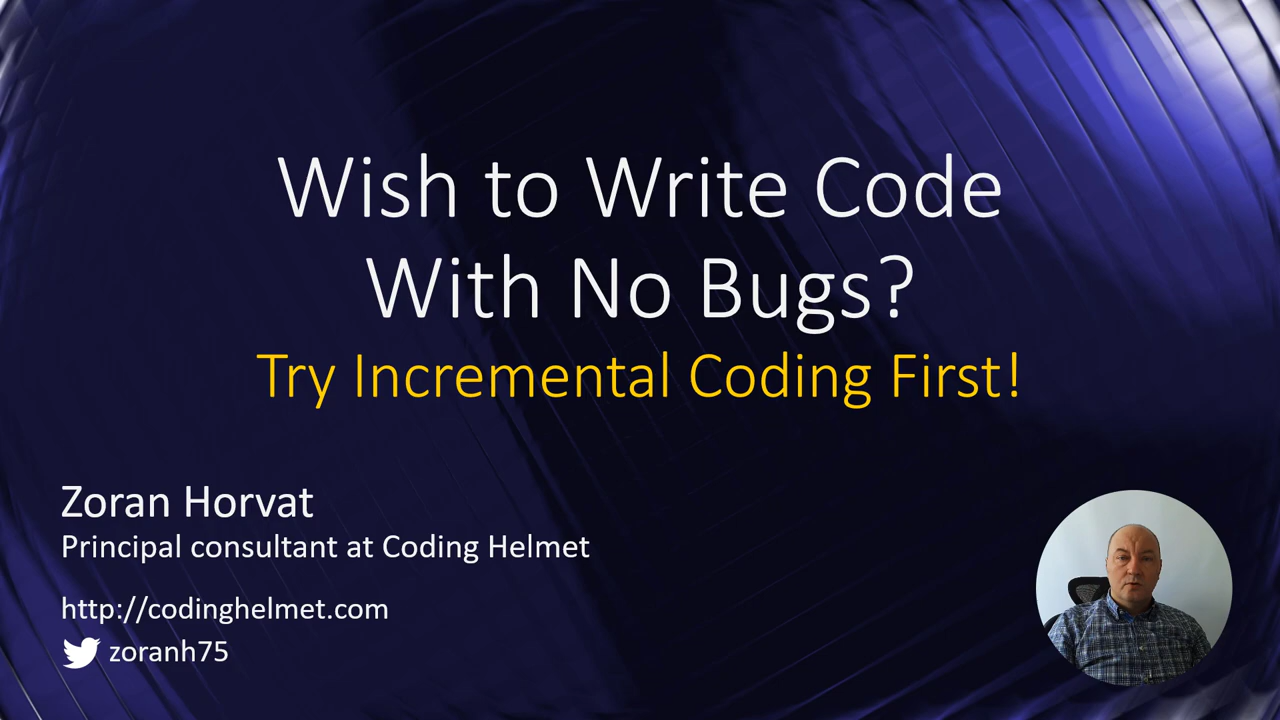 Wish to Write Code
With No Bugs?
Try Incremental Coding First!
Zoran Horvat
Principal consultant at Coding Helmet
http://codinghelmet.com
zoranh75